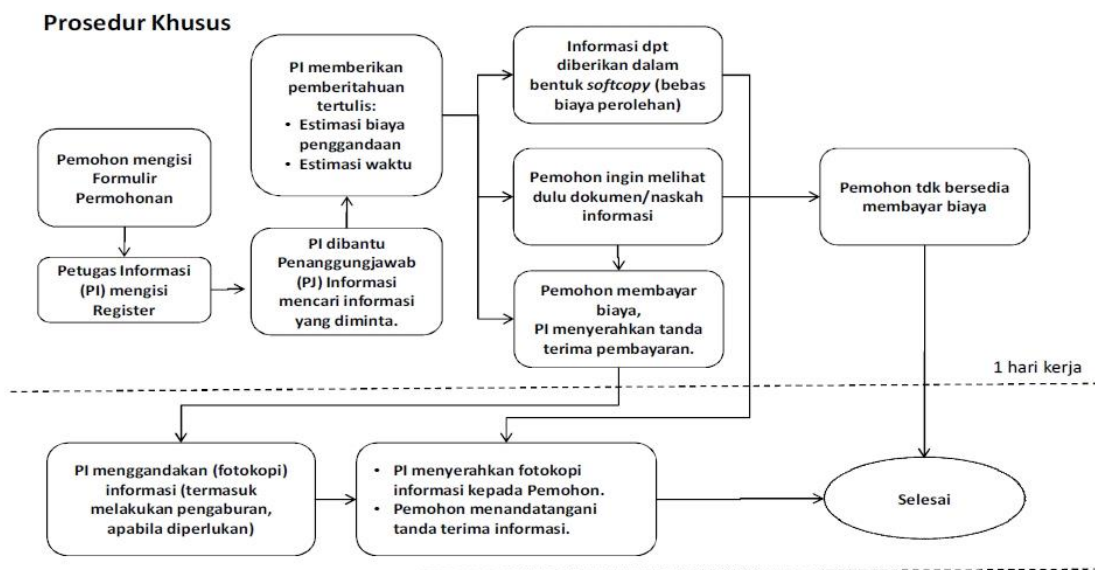 Prosedur Khusus
Pemohon mengisi
Formulir
Permohonan
Petugas Informasi
(PI) mengisi
Register
PI dibantu
Penanggungjawab
(PJ) Informasi
mencari informasi
yang diminta.
PI memberikan
pemberitahuan
tertulis:
• Estimasi biaya
penggandaan
• Estimasi waktu
Informasi dpt
diberikan dalam
bentuk softcopy (bebas
biaya perolehan)
Pemohon ingin melihat
dulu dokumen/naskah
informasi
Pemohon membayar
biaya,
PI menyerahkan tanda
terima pembayaran.
Pemohon tdk bersedia
membayar biaya
1 hari kerja
PI menggandakan (fotokopi)
informasi (termasuk
melakukan pengaburan,
apabila diperlukan)
• PI menyerahkan fotokopi
informasi kepada Pemohon.
• Pemohon menandatangani
tanda terima informasi.
Selesai